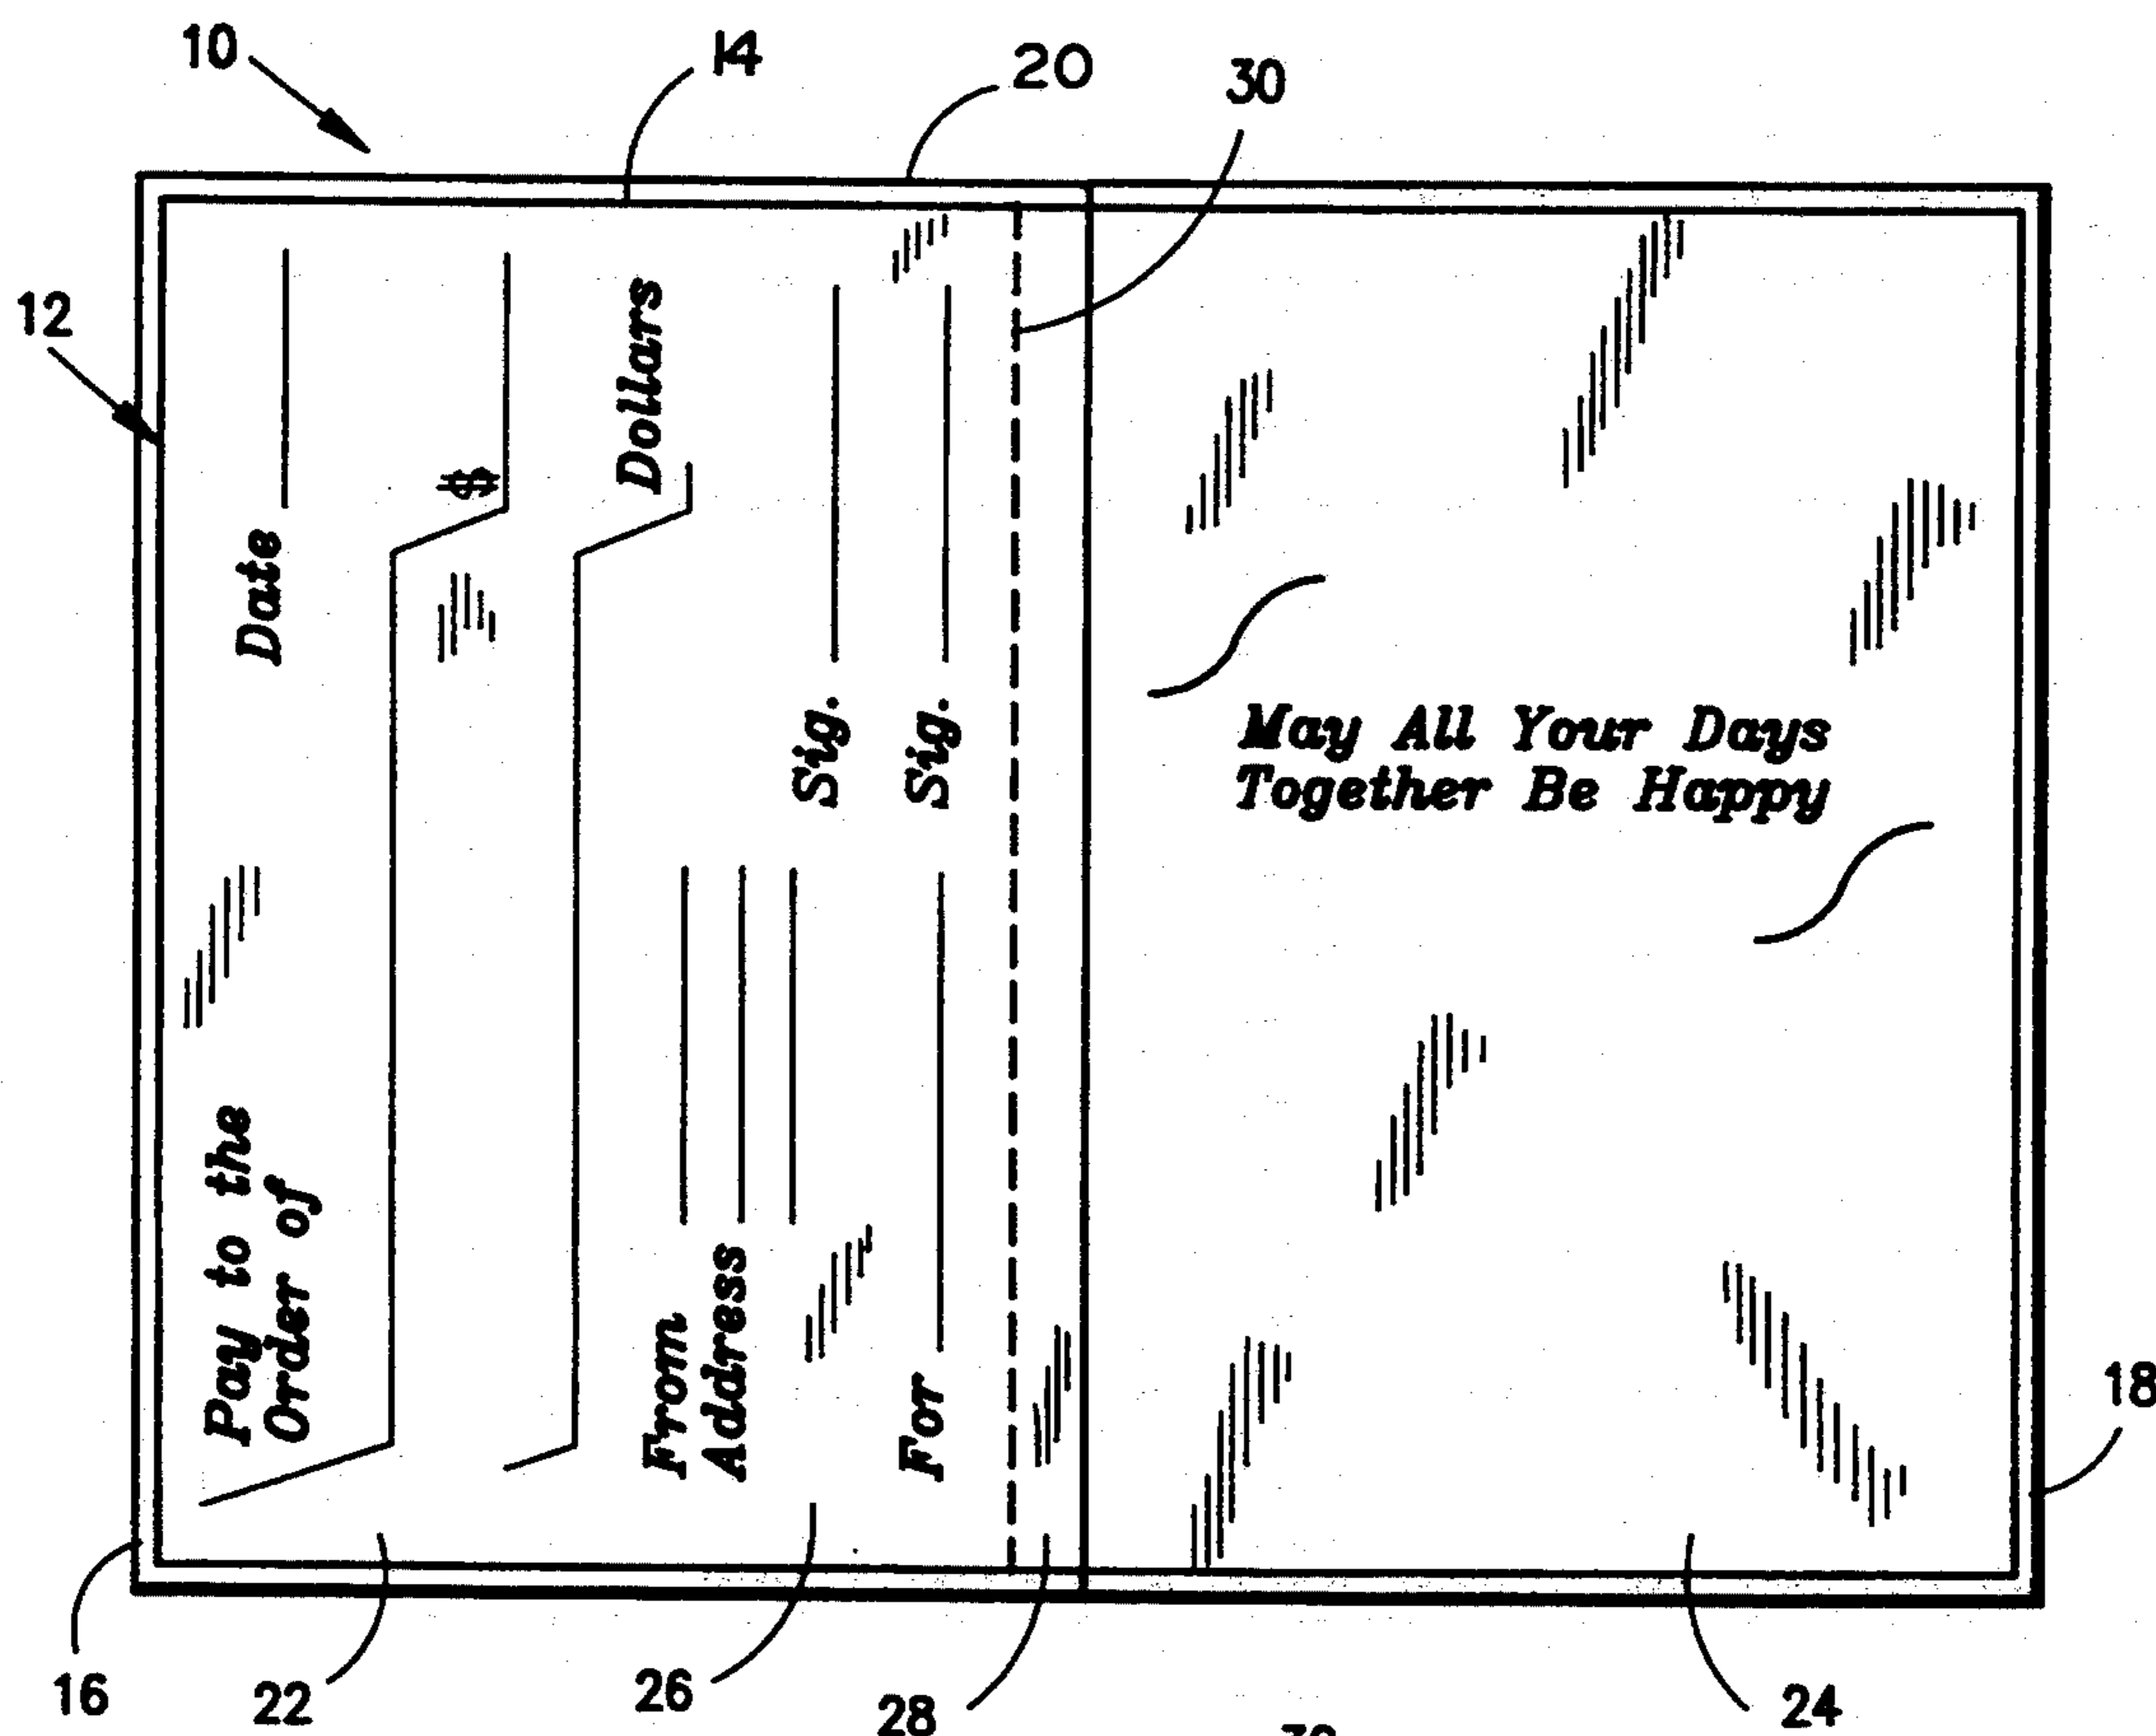 10
14
20
30
12
Date
$
Dollars
Pay to the
Order of
From
Address
Sig.
Sig.
For
May All Your Days
Together Be Happy
18
16
22
26
28
24